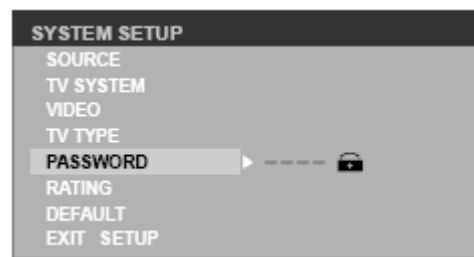 SYSTEM SETUP
SOURCE
TV SYSTEM
VIDEO
TV TYPE
PASSWORD ----
RATING
DEFAULT
EXIT SETUP